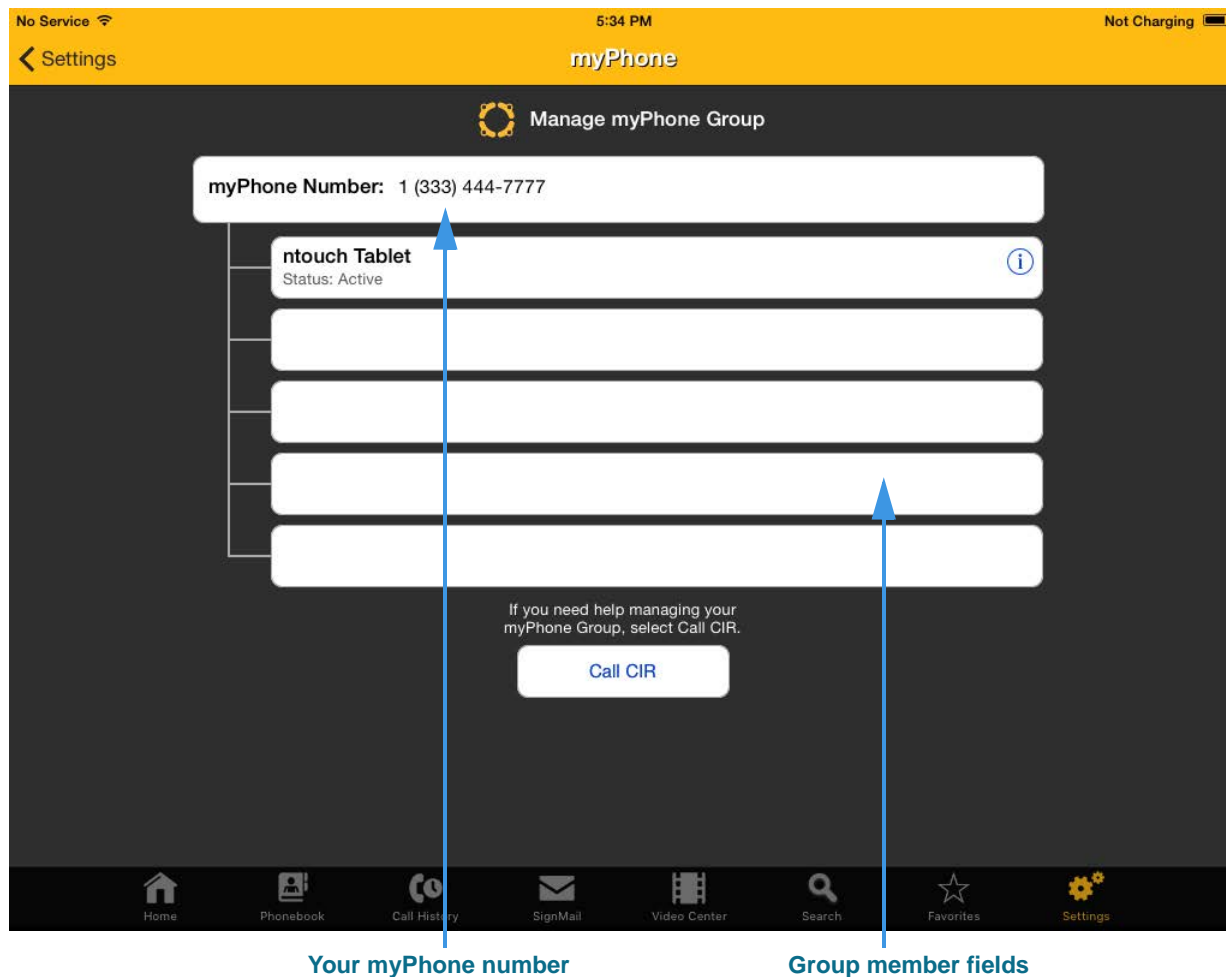 No Service 5:34 PM Not Charging
Settings myPhone
Manage myPhone Group
myPhone Number: 1 (333) 444-7777
ntouch Tablet
Status: Active
If you need help managing your
myPhone Group, select Call CIR.
Call CIR
Home Phonebook Call History SignMail Video Center Search Favorites Settings
Your myPhone number Group member fields